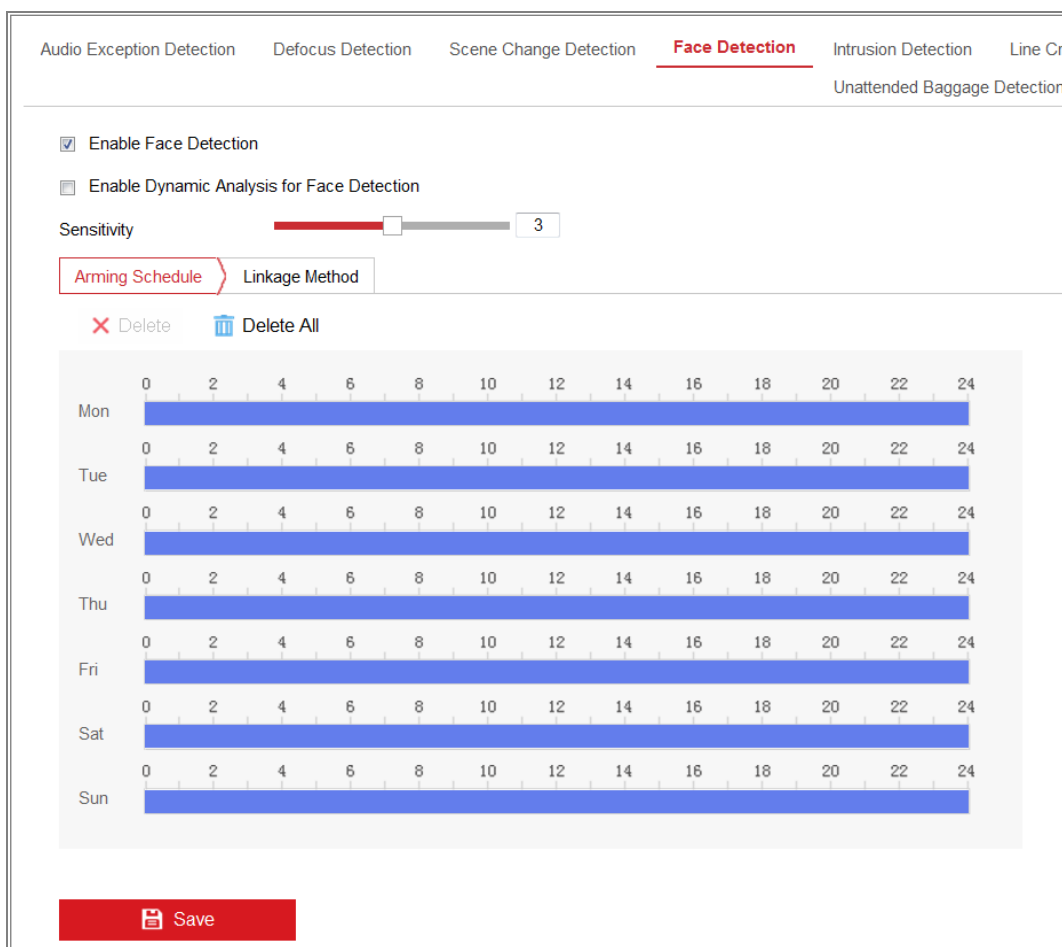 Audio Exception Detection Defocus Detection Scene Change Detection Face Detection Intrusion Detection Line Cr
Unattended Baggage Detection
Enable Face Detection
Enable Dynamic Analysis for Face Detection
Sensitivity 3
Arming Schedule Linkage Method
Delete Delete All
0 2 4 6 8 10 12 14 16 18 20 22 24
Mon
0 2 4 6 8 10 12 14 16 18 20 22 24
Tue
0 2 4 6 8 10 12 14 16 18 20 22 24
Wed
0 2 4 6 8 10 12 14 16 18 20 22 24
Thu
0 2 4 6 8 10 12 14 16 18 20 22 24
Fri
0 2 4 6 8 10 12 14 16 18 20 22 24
Sat
0 2 4 6 8 10 12 14 16 18 20 22 24
Sun
Save